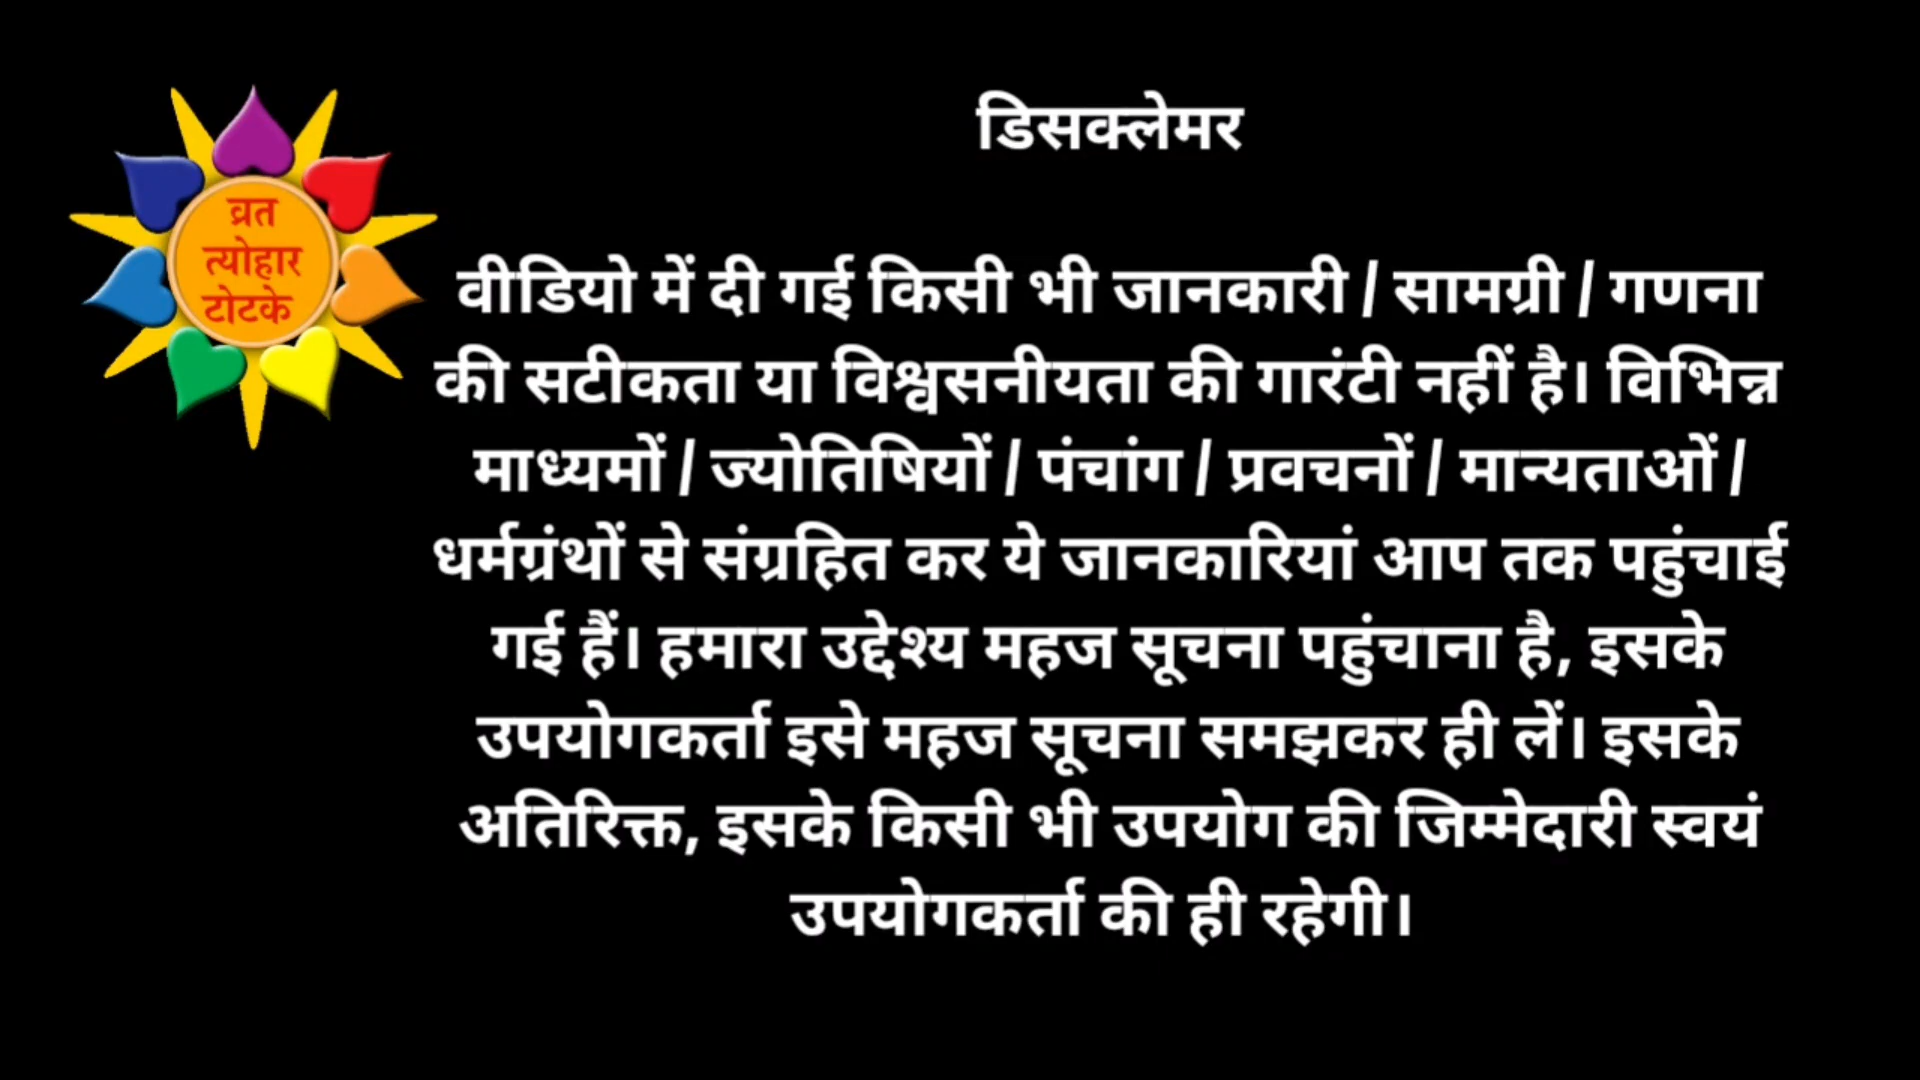 डिसक्लेमर
व्रत
त्योहार
टोटके
वीडियो में दी गई किसी भी जानकारी / सामग्री / गणना
की सटीकता या विश्वसनीयता की गारंटी नहीं है। विभिन्न
माध्यमों / ज्योतिषियों / पंचांग / प्रवचनों / मान्यताओं /
धर्मग्रंथों से संग्रहित कर ये जानकारियां आप तक पहुंचाई
गई हैं। हमारा उद्देश्य महज सूचना पहुंचाना है, इसके
उपयोगकर्ता इसे महज सूचना समझकर ही लें। इसके
अतिरिक्त, इसके किसी भी उपयोग की जिम्मेदारी स्वयं
उपयोगकर्ता की ही रहेगी।